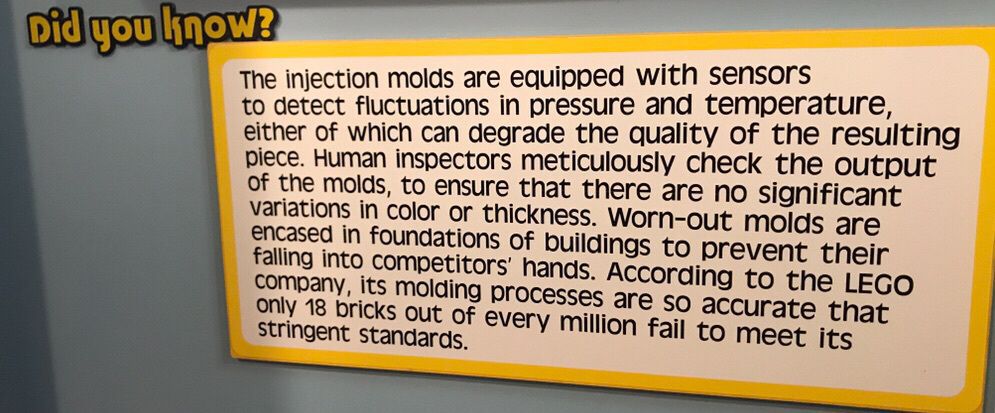 Did you know?
The injection molds are equipped with sensors
to detect fluctuations in pressure and temperature,
either of which can degrade the quality of the resulting
piece. Human inspectors meticulously check the output
of the molds, to ensure that there are no significant
variations in color or thickness. Worn-out molds are
encased in foundations of buildings to prevent their
falling into competitors' hands. According to the LEGO
company, its molding processes are so accurate that
only 18 bricks out of every million fail to meet its
stringent standards.